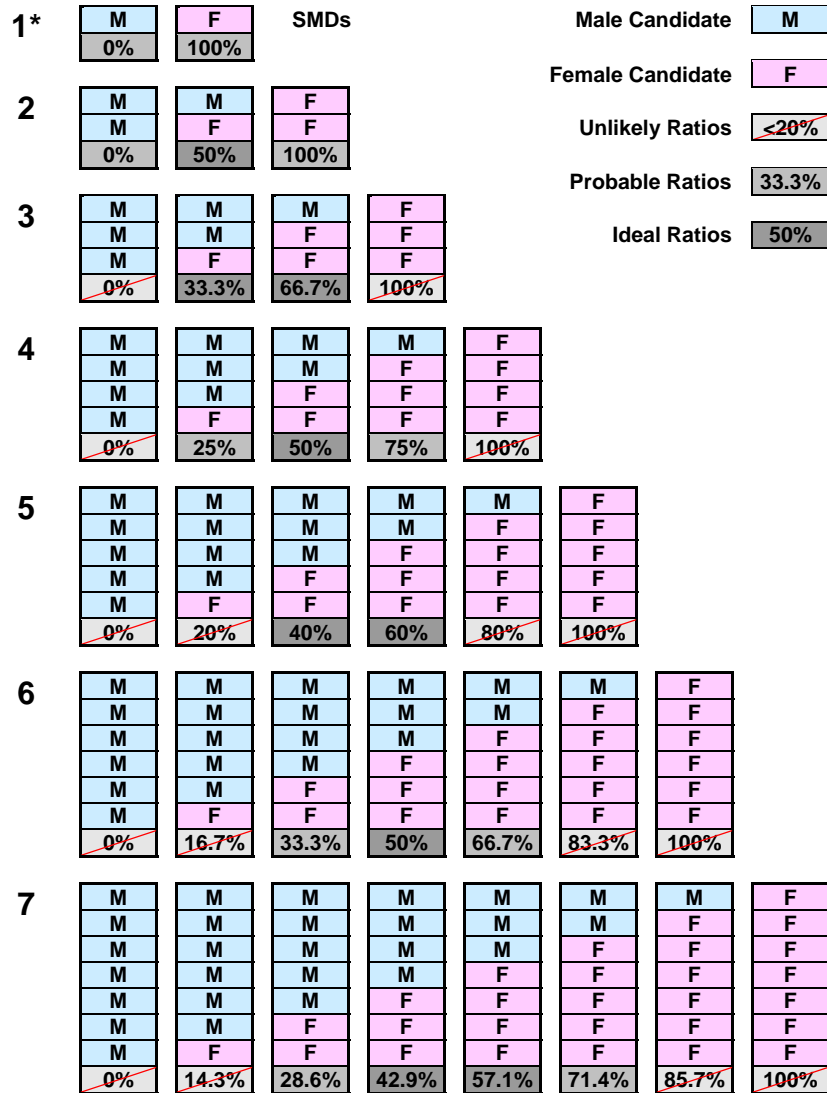 1* M F SMDs Male Candidate M
0% 100%
Female Candidate F
2 M M F
M F F Unlikely Ratios <20%
0% 50% 100%
Probable Ratios 33.3%
3 M M M F
M M F F Ideal Ratios 50%
M F F F
0% 33.3% 66.7% 100%
4 M M M M F
M M M F F
M M F F F
M F F F F
0% 25% 50% 75% 100%
5 M M M M M F
M M M M F F
M M M F F F
M M F F F F
M F F F F F
0% 20% 40% 60% 80% 100%
6 M M M M M M F
M M M M M F F
M M M M F F F
M M M F F F F
M M F F F F F
M F F F F F F
0% 16.7% 33.3% 50% 66.7% 83.3% 100%
7 M M M M M M M F
M M M M M M F F
M M M M M F F F
M M M M F F F F
M M M F F F F F
M M F F F F F F
M F F F F F F F
0% 14.3% 28.6% 42.9% 57.1% 71.4% 85.7% 100%